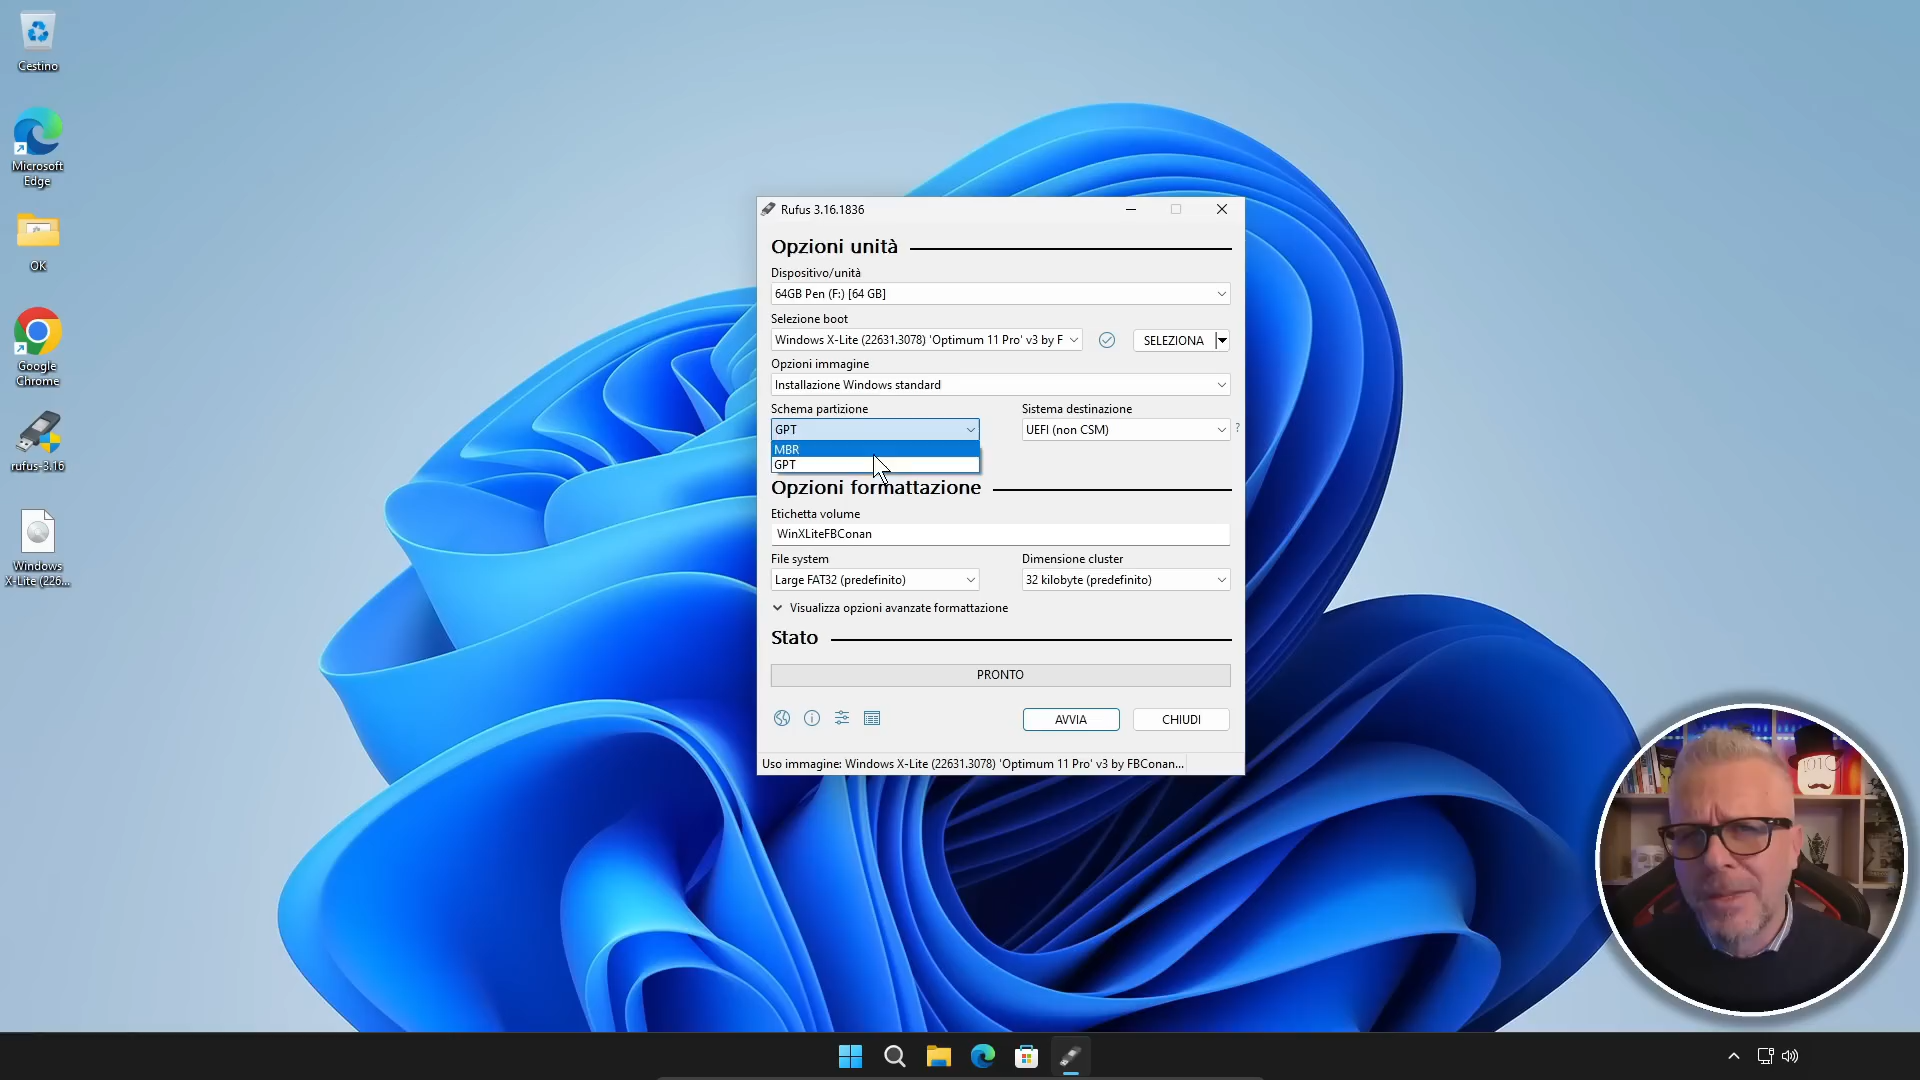 Cestino
Microsoft
Edge
OK
Google
Chrome
rufus-3.16
Windows
X-Lite (226...
Rufus 3.16.1836
Opzioni unità
Dispositivo/unità
64GB Pen (F:) [64 GB]
Selezione boot
Windows X-Lite (22631.3078) 'Optimum 11 Pro' v3 by F
SELEZIONA
Opzioni immagine
Installazione Windows standard
Schema partizione
Sistema destinazione
GPT
UEFI (non CSM)
?
MBR
GPT
Opzioni formattazione
Etichetta volume
WinXLiteFBConan
File system
Dimensione cluster
Large FAT32 (predefinito)
32 kilobyte (predefinito)
Visualizza opzioni avanzate formattazione
Stato
PRONTO
AVVIA
CHIUDI
Uso immagine: Windows X-Lite (22631.3078) 'Optimum 11 Pro' v3 by FBConan...